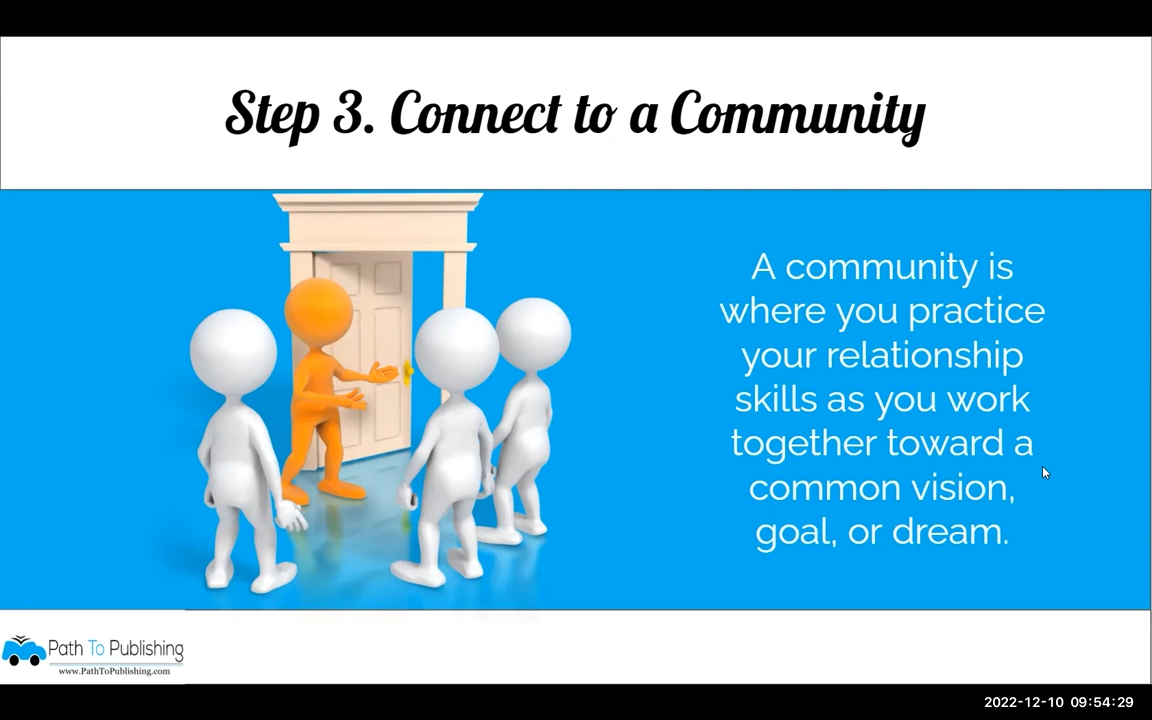 Step 3. Connect to a Community
A community is
where you practice
your relationship
skills as you work
together toward a
common vision,
goal, or dream.
Path To Publishing
www.PathToPublishing.com
2022-12-10 09:54:29